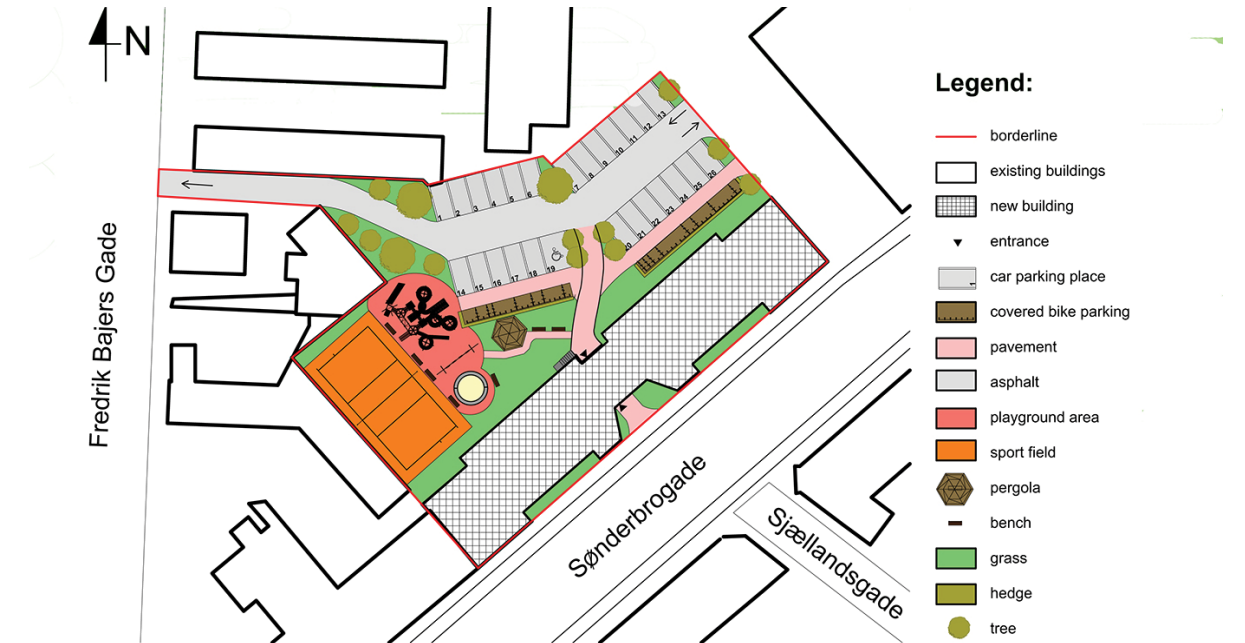 N
Fredrik Bajers Gade
Sønderbrogade
Sjællandsgade
1
2
3
4
5
6
7
8
9
10
11
12
13
14
15
16
17
18
19
20
21
22
23
24
25
26
Legend:
borderline
existing buildings
new building
entrance
car parking place
covered bike parking
pavement
asphalt
playground area
sport field
pergola
bench
grass
hedge
tree